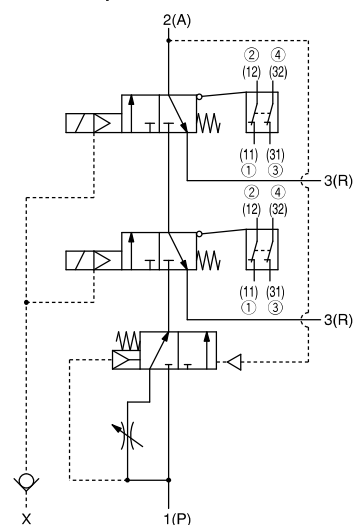 2(A)
② ④
(12) (32)
(11) (31)
① ③
3(R)
② ④
(12) (32)
(11) (31)
① ③
3(R)
X
1(P)